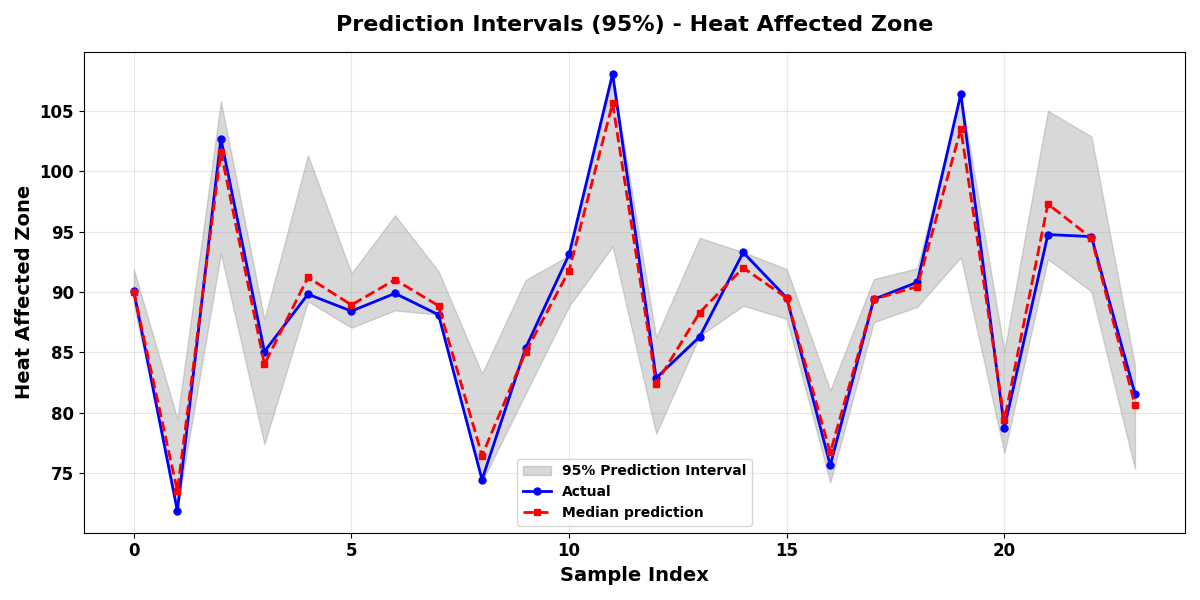 Prediction Intervals (95%) - Heat Affected Zone
Heat Affected Zone
105
100
95
90
85
80
75
95% Prediction Interval
Actual
Median prediction
0
5
10
15
20
Sample Index